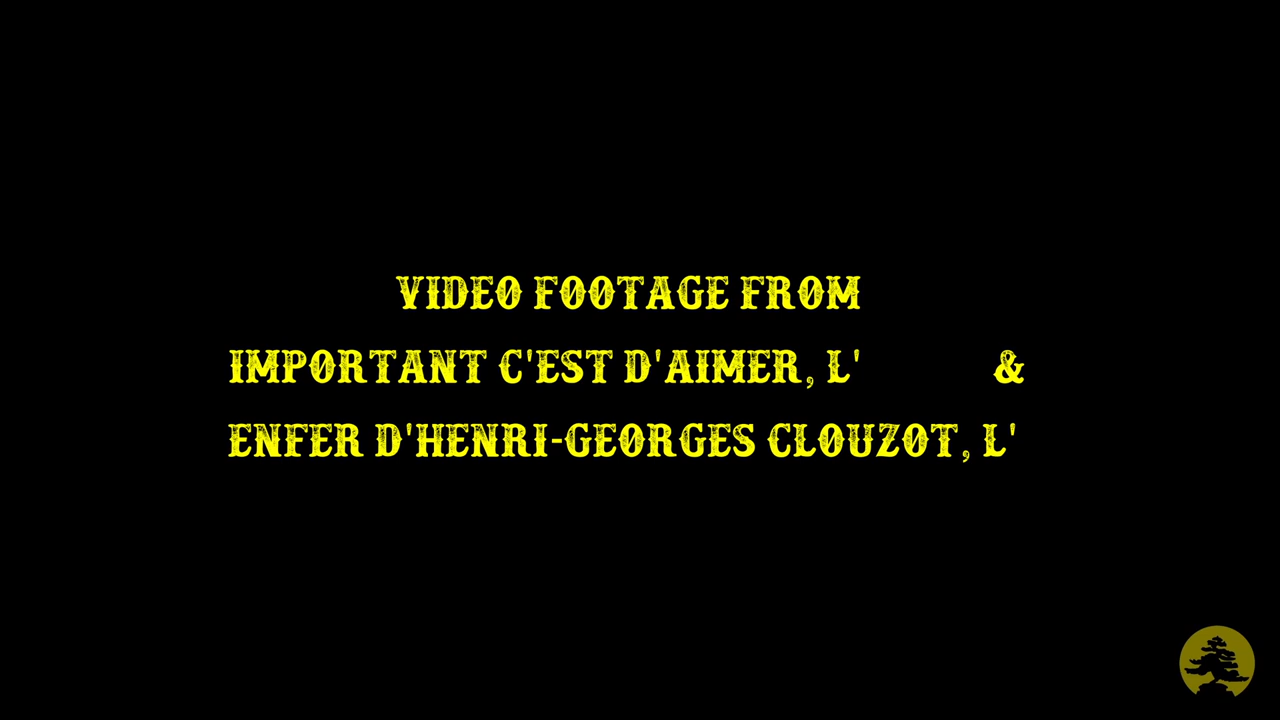 VIDEO FOOTAGE FROM
IMPORTANT C'EST D'AIMER, L' &
ENFER D'HENRI-GEORGES CLOUZOT, L'